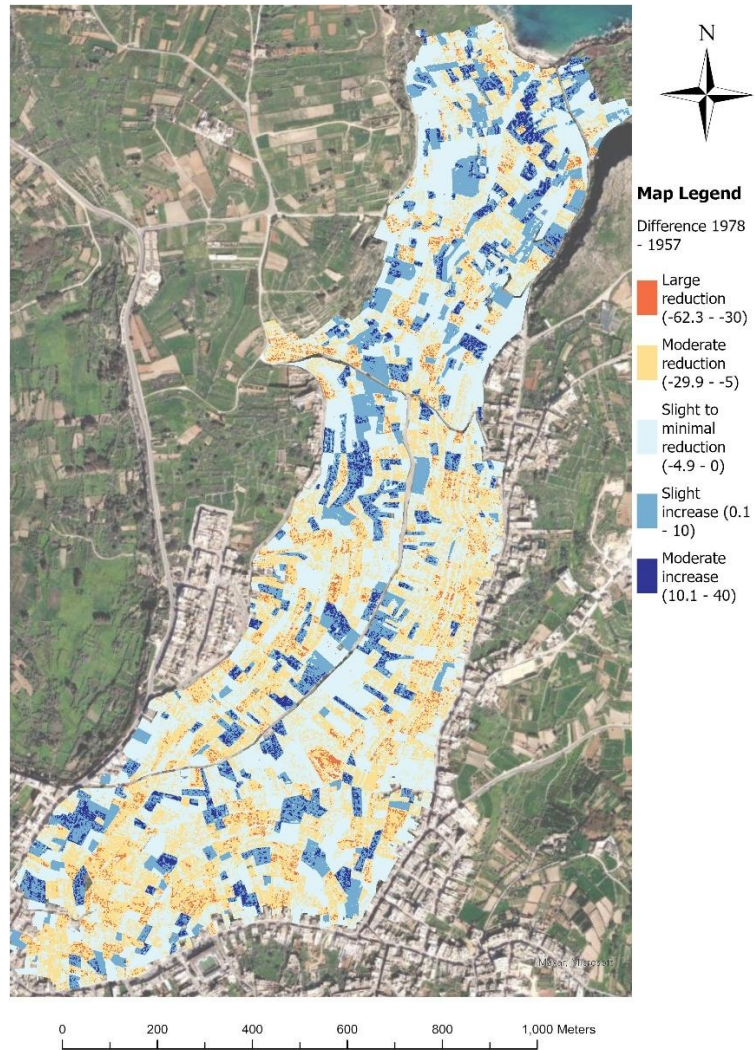 N
Map Legend
Difference 1978
- 1957
Large
reduction
(-62.3 - -30)
Moderate
reduction
(-29.9 - -5)
Slight to
minimal
reduction
(-4.9 - 0)
Slight
increase (0.1
- 10)
Moderate
increase
(10.1 - 40)
Maxar, Microsoft
0 200 400 600 800 1,000 Meters